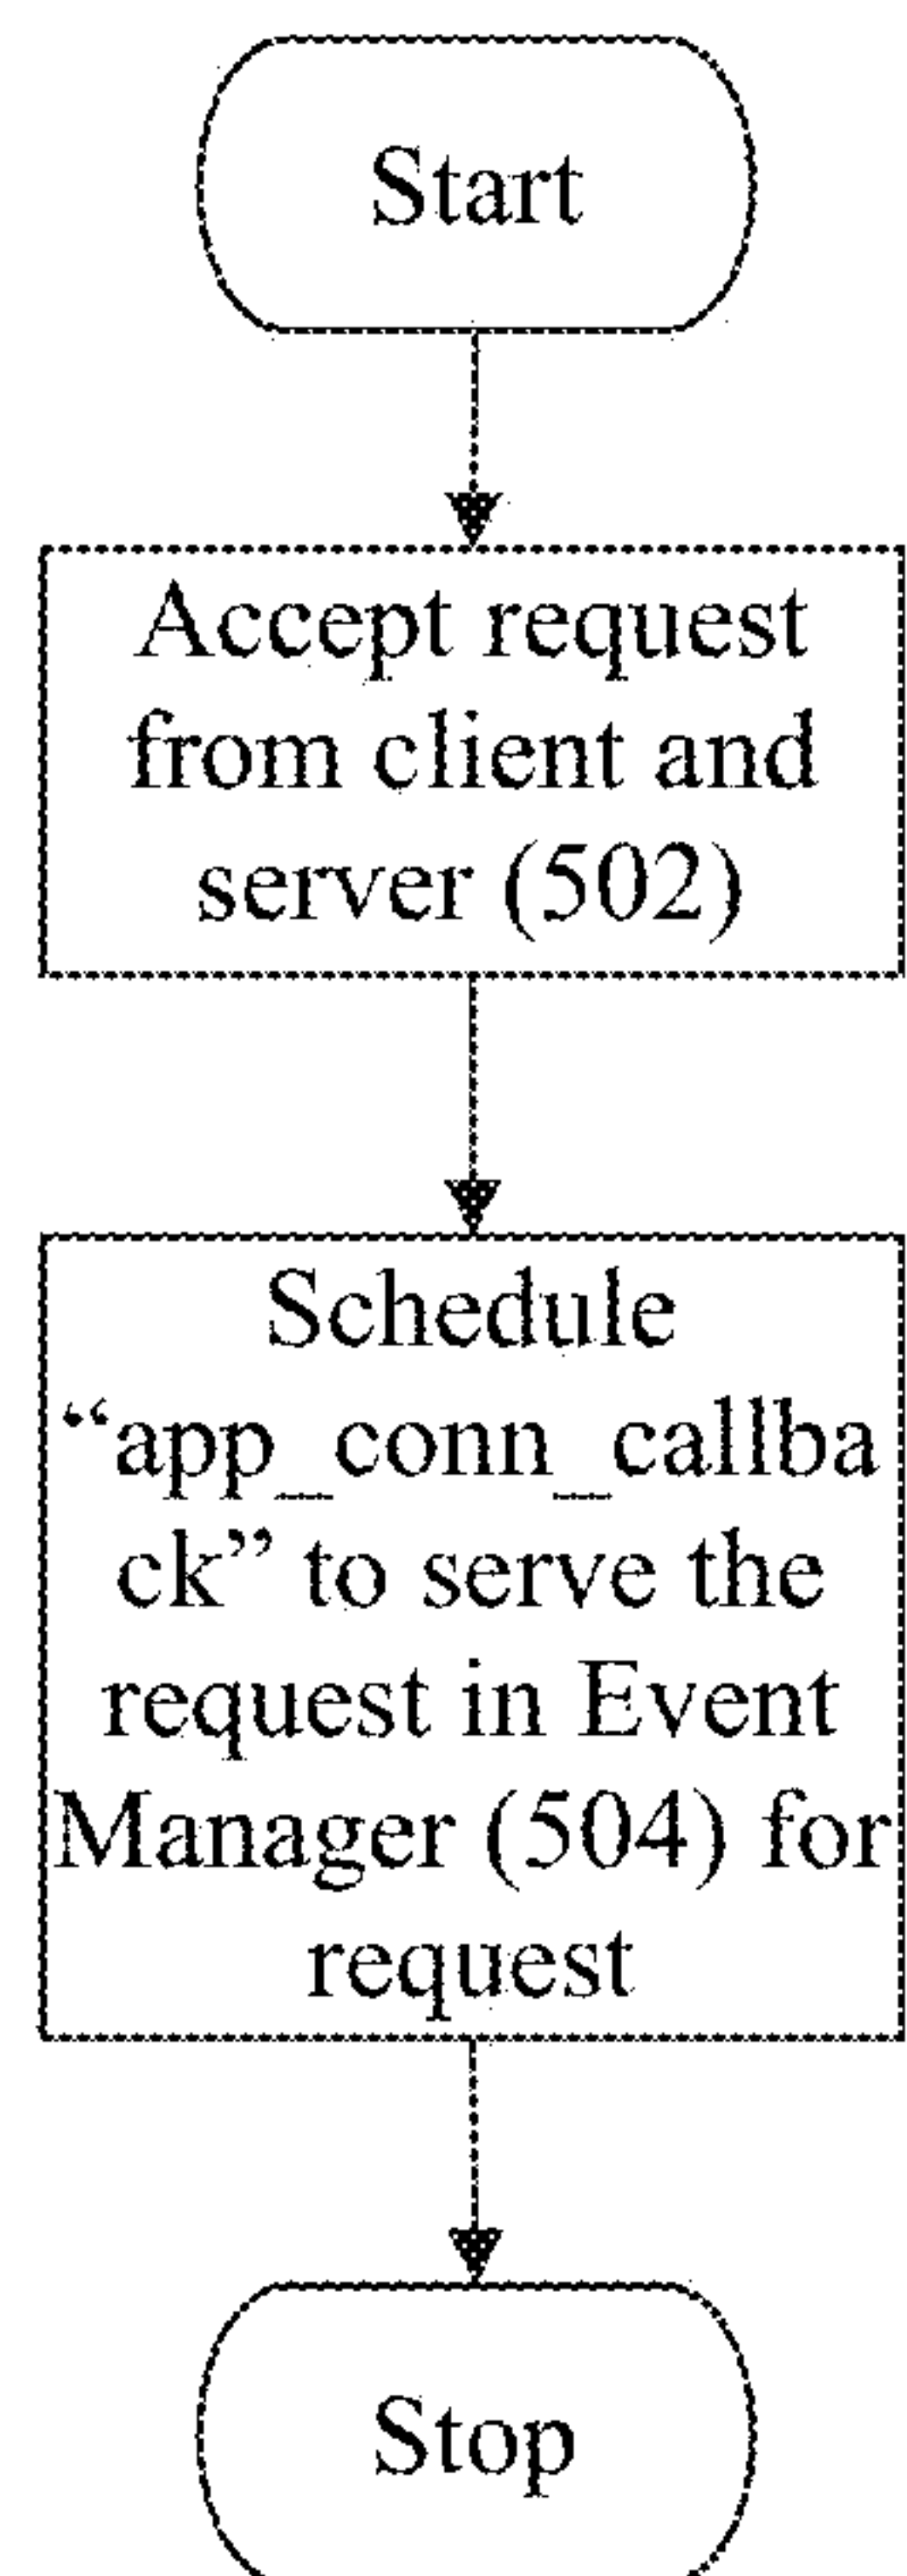 Start
Accept request
from client and
server (502)
Schedule
“app_conn_callba
ck” to serve the
request in Event
Manager (504) for
request
Stop